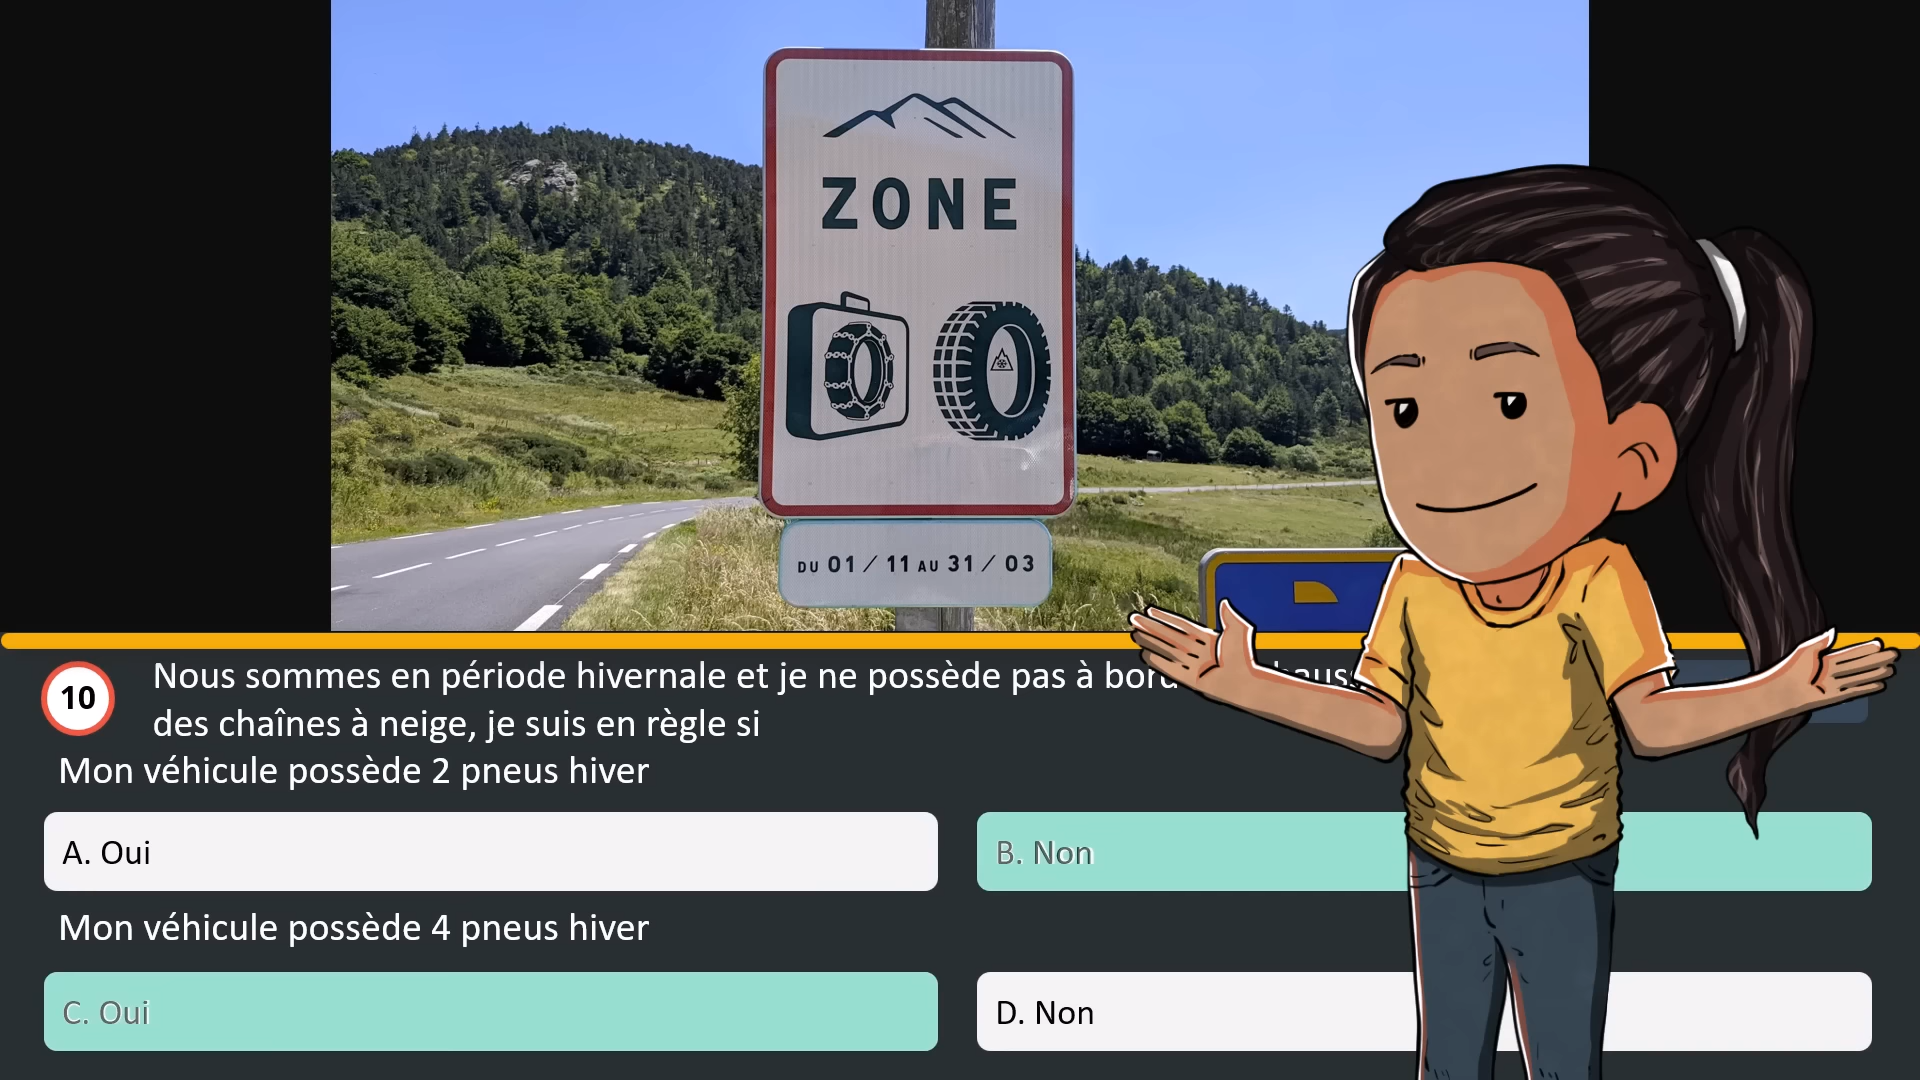 ZONE
DU 01 / 11 AU 31 / 03
10
Nous sommes en période hivernale et je ne possède pas à bord
des chaînes à neige, je suis en règle si
Mon véhicule possède 2 pneus hiver
A. Oui
B. Non
Mon véhicule possède 4 pneus hiver
C. Oui
D. Non